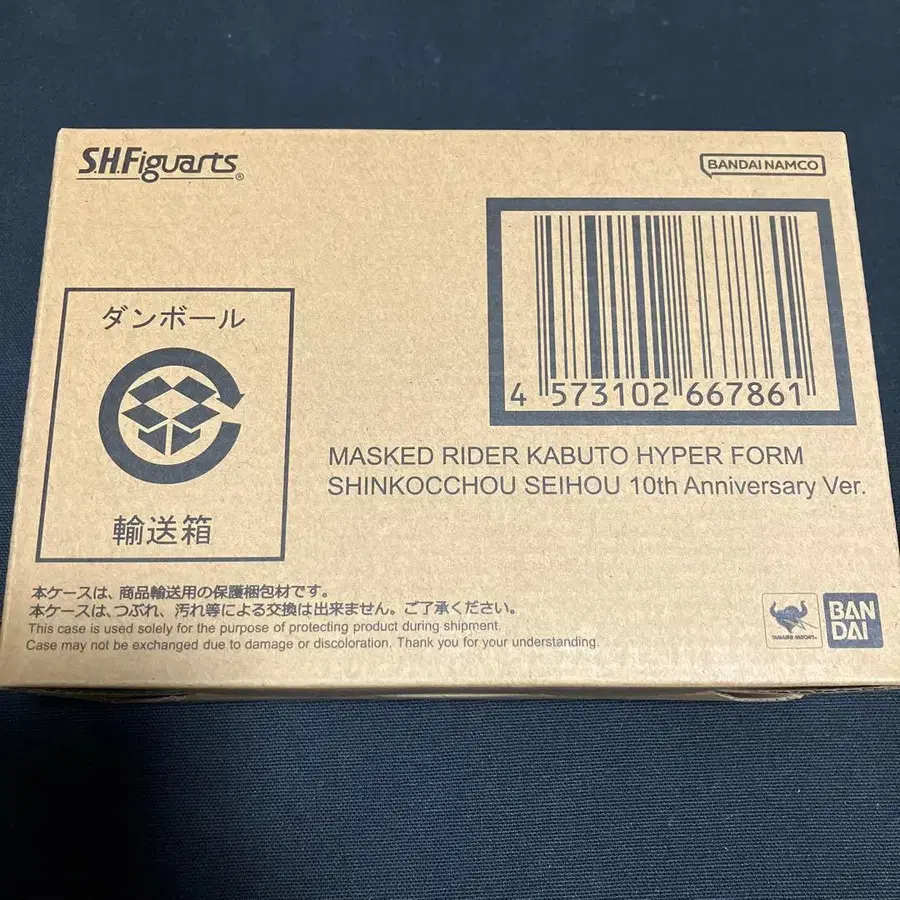 S.H.Figuarts®
BANDAI NAMCO
4 573102 667861
ダンボール
輸送箱
MASKED RIDER KABUTO HYPER FORM
SHINKOCCHOU SEIHOU 10th Anniversary Ver.
本ケースは、商品輸送用の保護梱包材です。
本ケースは、つぶれ、汚れ等による交換は出来ません。ご了承ください。
This case is used solely for the purpose of protecting product during shipment.
Case may not be exchanged due to damage or discoloration. Thank you for your understanding.
TAMASHII NATIONS
BAN
DAI